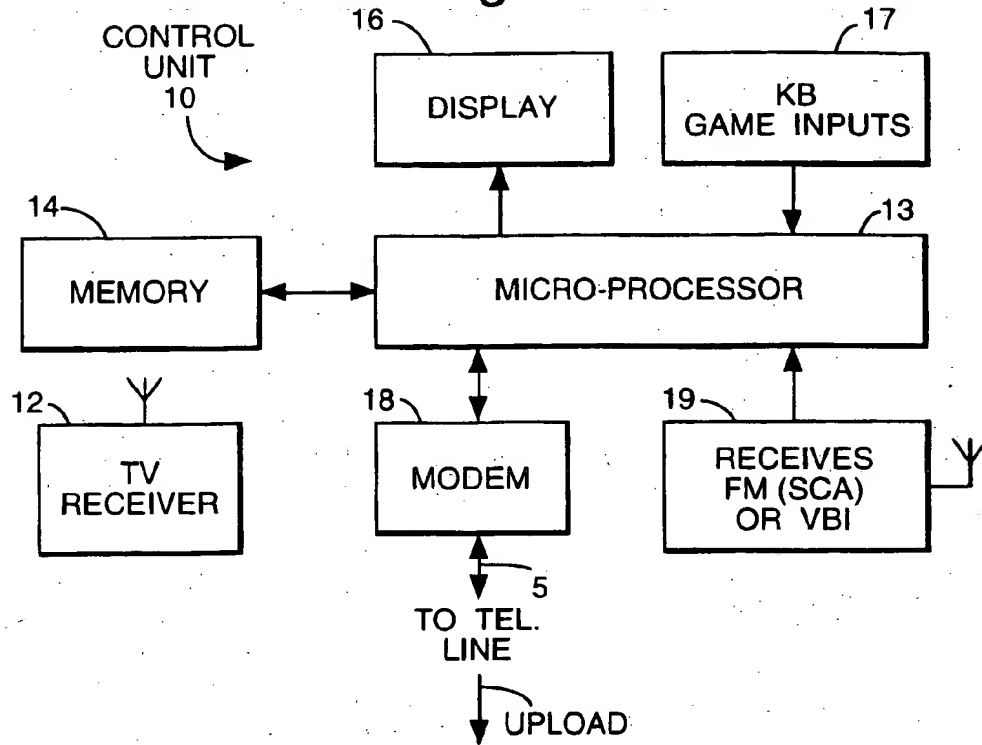 CONTROL
UNIT
10
16
DISPLAY
17
KB
GAME INPUTS
14
MEMORY
13
MICRO-PROCESSOR
12
TV
RECEIVER
18
MODEM
19
RECEIVES
FM (SCA)
OR VBI
5
TO TEL.
LINE
UPLOAD